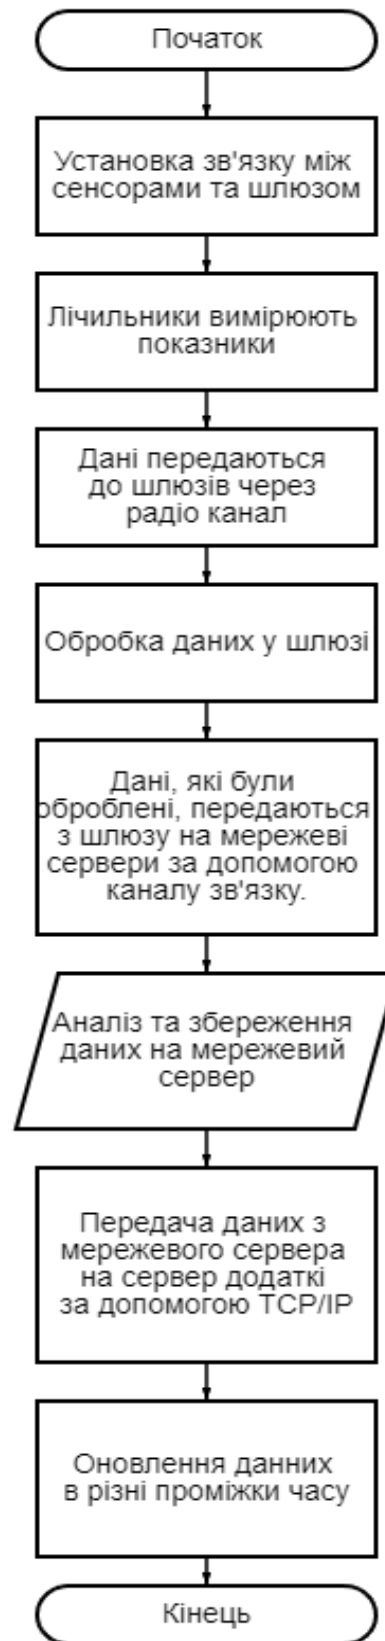 Початок
Установка зв'язку між
сенсорами та шлюзом
Лічильники вимірюють
показники
Дані передаються
до шлюзів через
радіо канал
Обробка даних у шлюзі
Дані, які були
оброблені, передаються
з шлюзу на мережеві
сервери за допомогою
каналу зв'язку.
Аналіз та збереження
даних на мережевий
сервер
Передача даних з
мережевого сервера
на сервер додаткі
за допомогою TCP/IP
Оновлення данних
в різні проміжки часу
Кінець